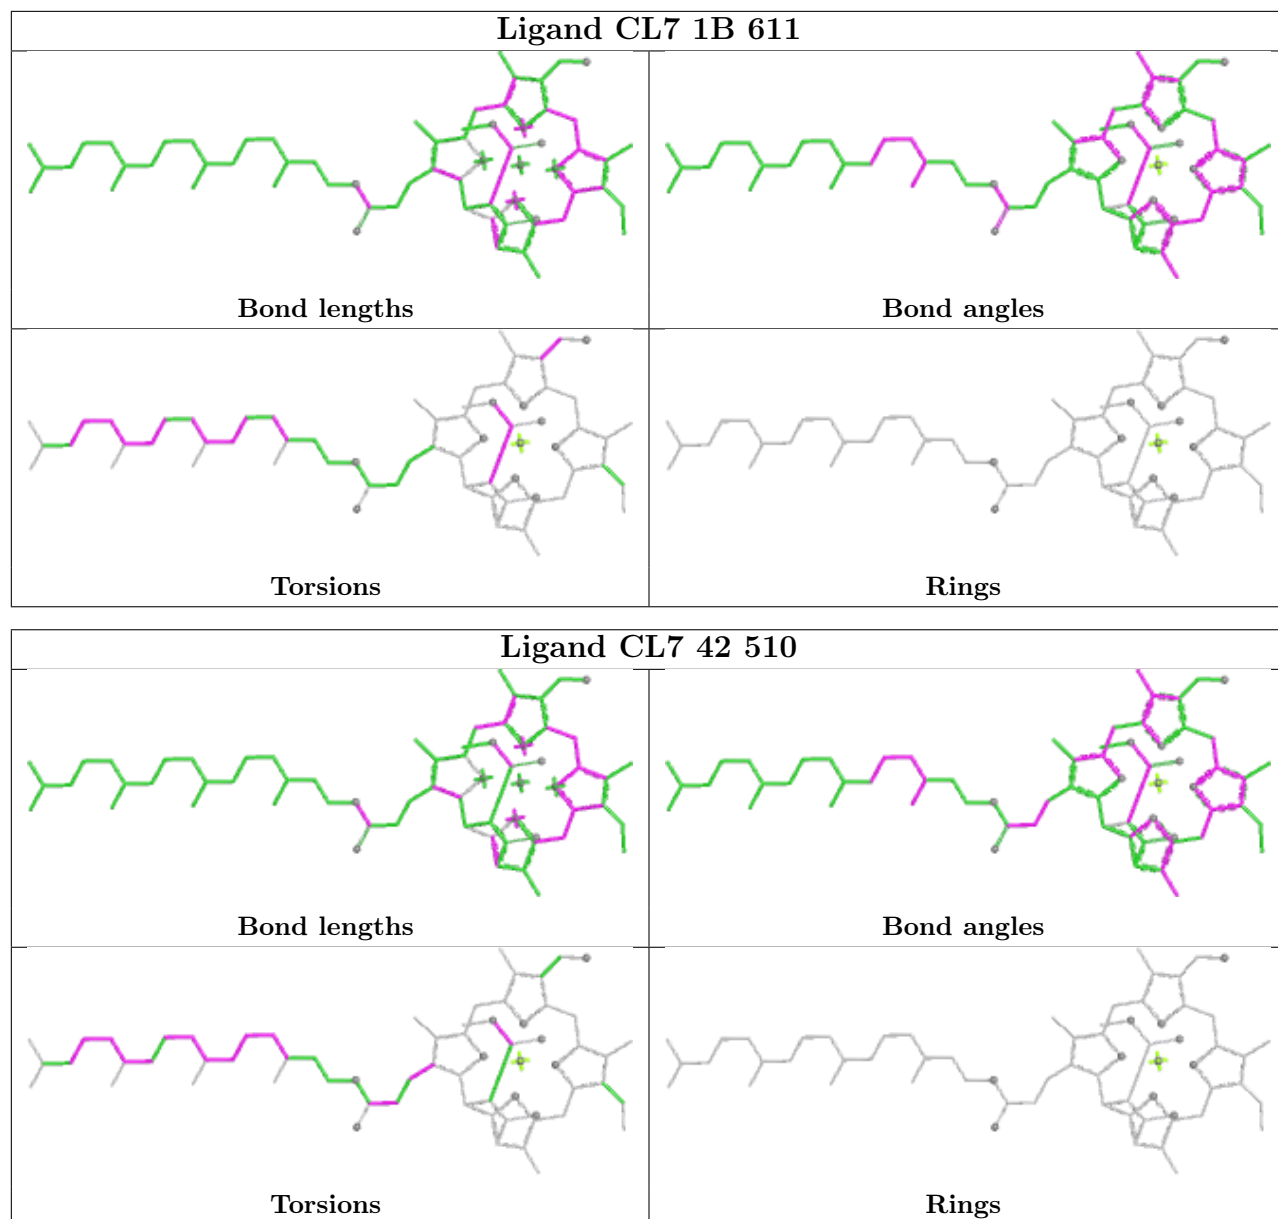 Ligand CL7 1B 611
Bond lengths
Bond angles
Torsions
Rings
Ligand CL7 42 510
Bond lengths
Bond angles
Torsions
Rings